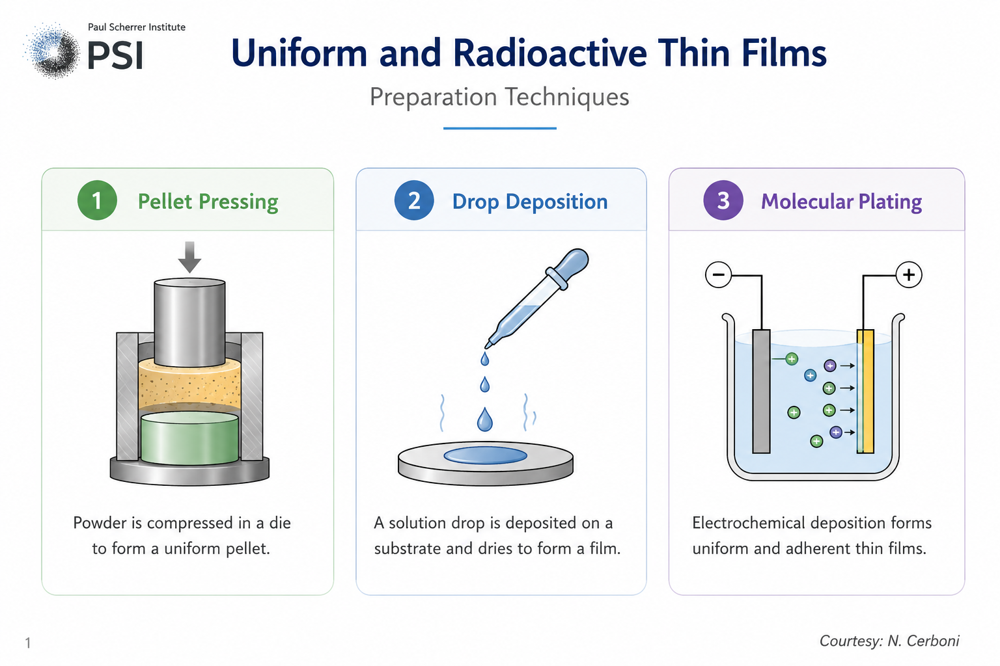 Paul Scherrer Institute
PSI
Uniform and Radioactive Thin Films
Preparation Techniques
1 Pellet Pressing
Powder is compressed in a die
to form a uniform pellet.
2 Drop Deposition
A solution drop is deposited on a
substrate and dries to form a film.
3 Molecular Plating
− +
+
+
+
+
+
+
+
+
Electrochemical deposition forms
uniform and adherent thin films.
1
Courtesy: N. Cerboni